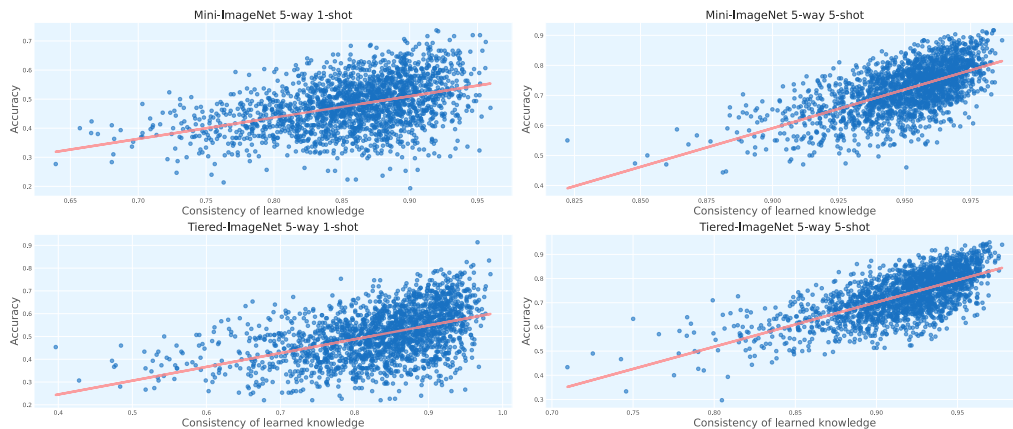 Mini-ImageNet 5-way 1-shot
Accuracy
0.7
0.6
0.5
0.4
0.3
0.2
0.65 0.70 0.75 0.80 0.85 0.90 0.95
Consistency of learned knowledge
Mini-ImageNet 5-way 5-shot
Accuracy
0.9
0.8
0.7
0.6
0.5
0.4
0.825 0.850 0.875 0.900 0.925 0.950 0.975
Consistency of learned knowledge
Tiered-ImageNet 5-way 1-shot
Accuracy
0.9
0.8
0.7
0.6
0.5
0.4
0.3
0.2
0.4 0.5 0.6 0.7 0.8 0.9 1.0
Consistency of learned knowledge
Tiered-ImageNet 5-way 5-shot
Accuracy
0.9
0.8
0.7
0.6
0.5
0.4
0.3
0.70 0.75 0.80 0.85 0.90 0.95
Consistency of learned knowledge